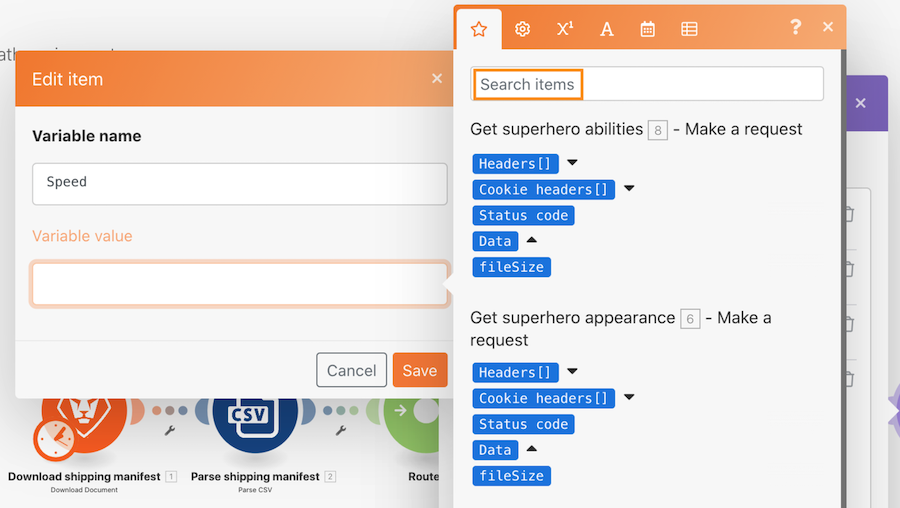 Edit item
Variable name
Speed
Variable value
Cancel
Save
X¹
A
?
Search items
Get superhero abilities 8 - Make a request
Headers[]
Cookie headers[]
Status code
Data
fileSize
Get superhero appearance 6 - Make a
request
Headers[]
Cookie headers[]
Status code
Data
fileSize
CSV
Download shipping manifest 1
Download Document
Parse shipping manifest 2
Parse CSV
Route